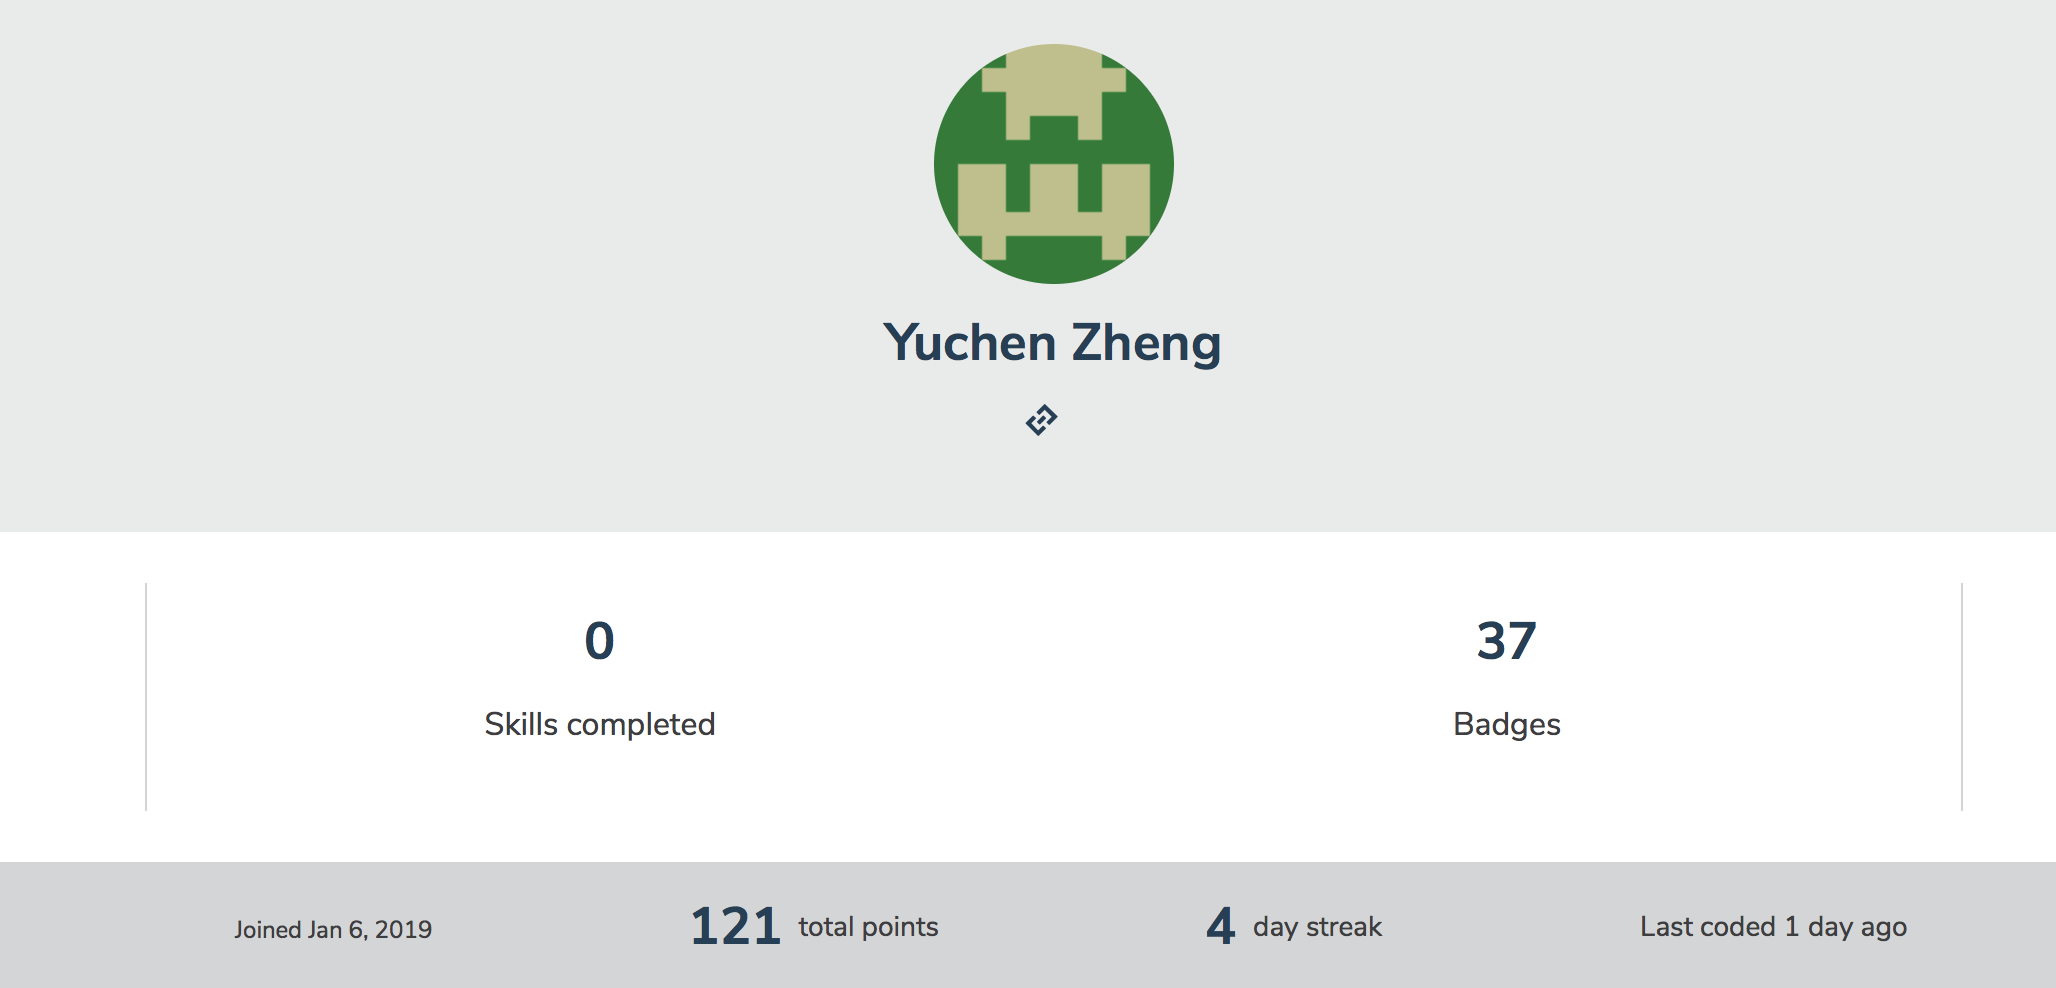 Yuchen Zheng
0
37
Skills completed
Badges
Joined Jan 6, 2019
121 total points
4 day streak
Last coded 1 day ago